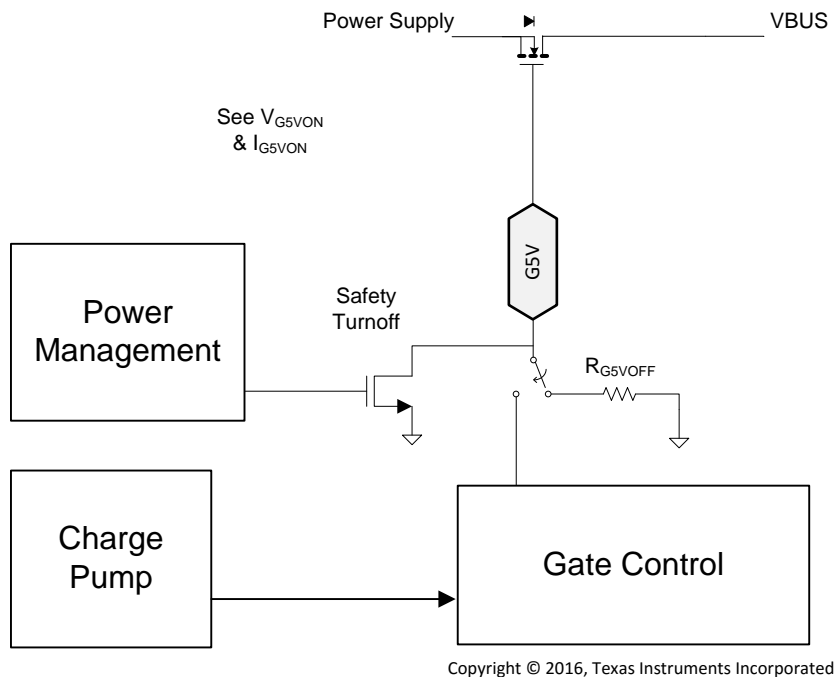 Power Supply
VBUS
See VG5VON
& IG5VON
G5V
Power
Management
Safety
Turnoff
RG5VOFF
Charge
Pump
Gate Control
Copyright © 2016, Texas Instruments Incorporated